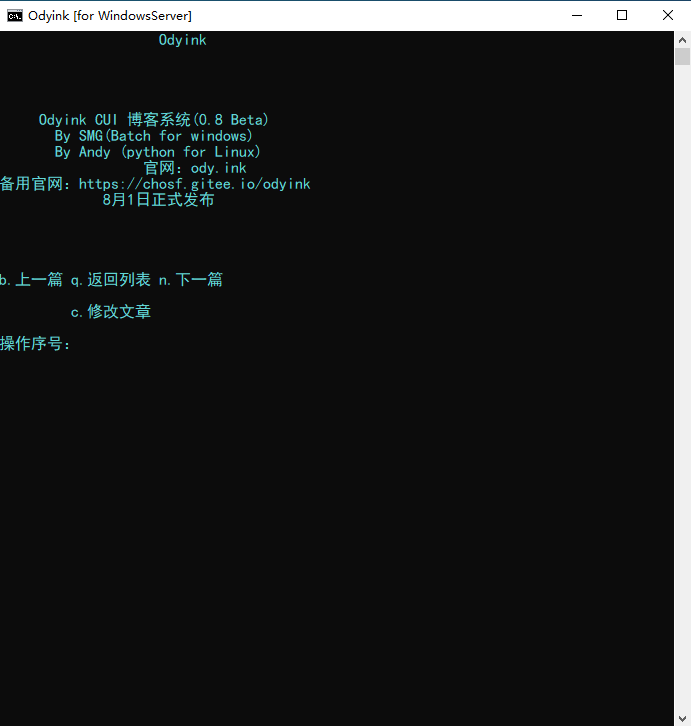 Odyink [for WindowsServer]
Odyink
Odyink CUI 博客系统(0.8 Beta)
By SMG(Batch for windows)
By Andy (python for Linux)
官网：ody.ink
备用官网：https://chosf.gitee.io/odyink
8月1日正式发布
b.上一篇 q.返回列表 n.下一篇
c.修改文章
操作序号：